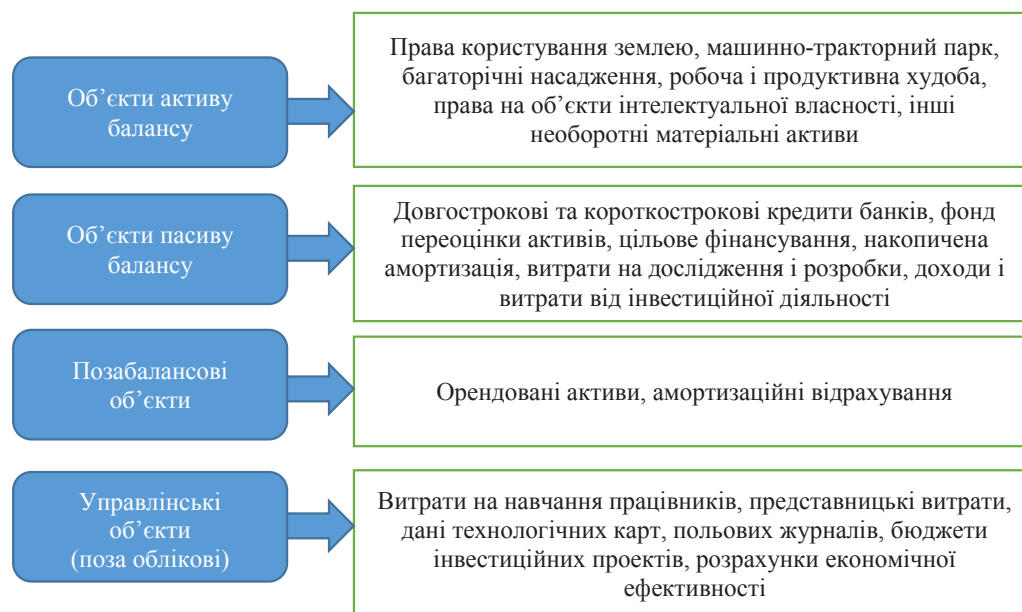 Об’єкти активу
балансу
Права користування землею, машинно-тракторний парк,
багаторічні насадження, робоча і продуктивна худоба,
права на об’єкти інтелектуальної власності, інші
необоротні матеріальні активи
Об’єкти пасиву
балансу
Довгострокові та короткострокові кредити банків, фонд
переоцінки активів, цільове фінансування, накопичена
амортизація, витрати на дослідження і розробки, доходи і
витрати від інвестиційної діяльності
Позабалансові
об’єкти
Орендовані активи, амортизаційні відрахування
Управлінські
об’єкти
(поза облікові)
Витрати на навчання працівників, представницькі витрати,
дані технологічних карт, польових журналів, бюджети
інвестиційних проектів, розрахунки економічної
ефективності